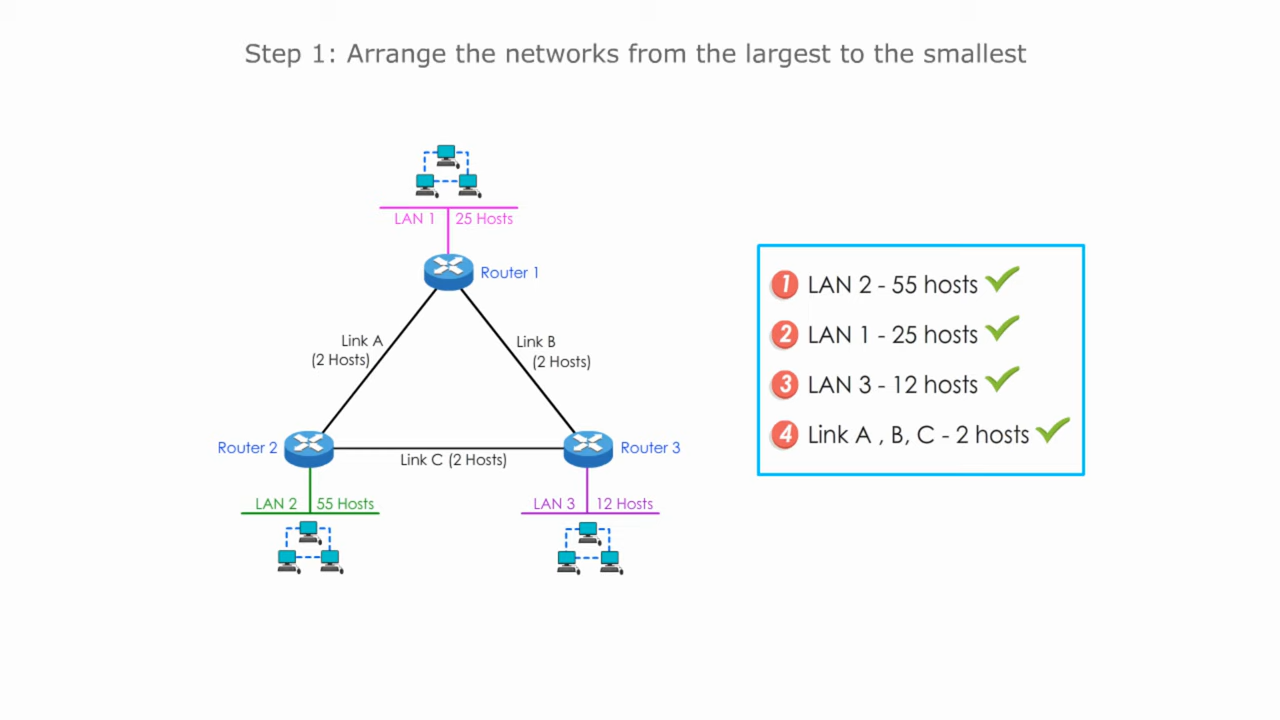 Step 1: Arrange the networks from the largest to the smallest
LAN 1 25 Hosts
Router 1
Link A
(2 Hosts)
Link B
(2 Hosts)
Router 2
Router 3
Link C (2 Hosts)
LAN 2 55 Hosts
LAN 3 12 Hosts
1 LAN 2 - 55 hosts
2 LAN 1 - 25 hosts
3 LAN 3 - 12 hosts
4 Link A , B, C - 2 hosts